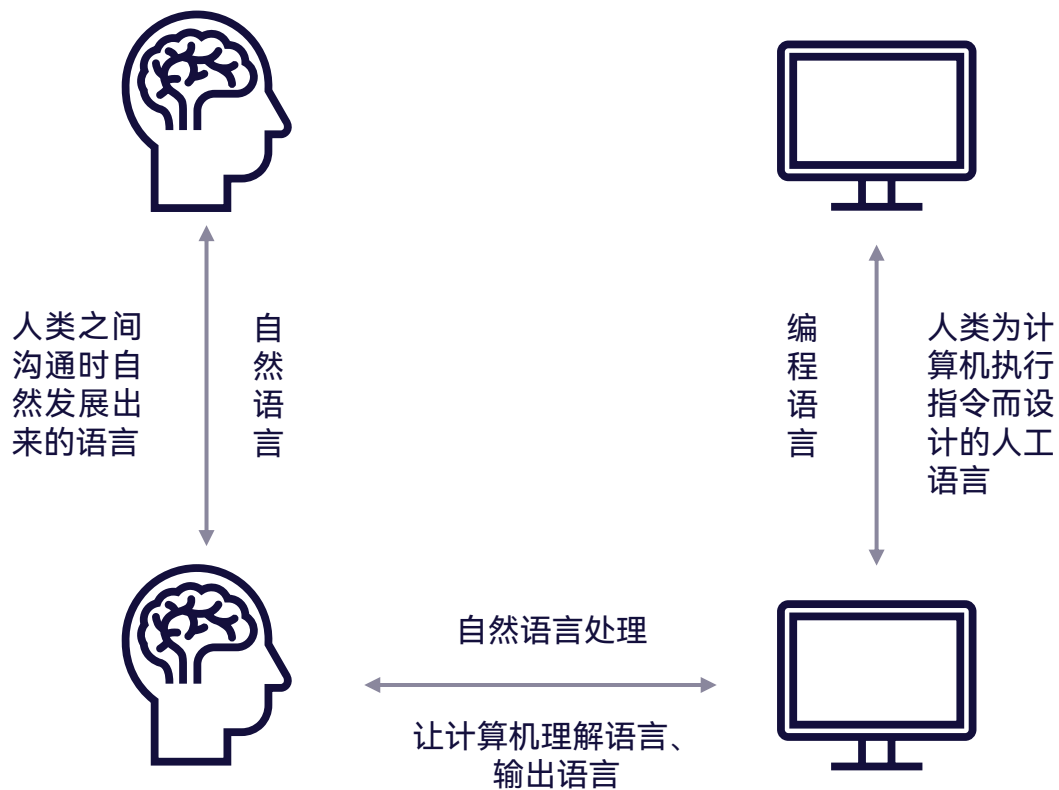 人类之间
沟通时自
然发展出
来的语言
自
然
语
言
编
程
语
言
人类为计
算机执行
指令而设
计的人工
语言
自然语言处理
让计算机理解语言、
输出语言